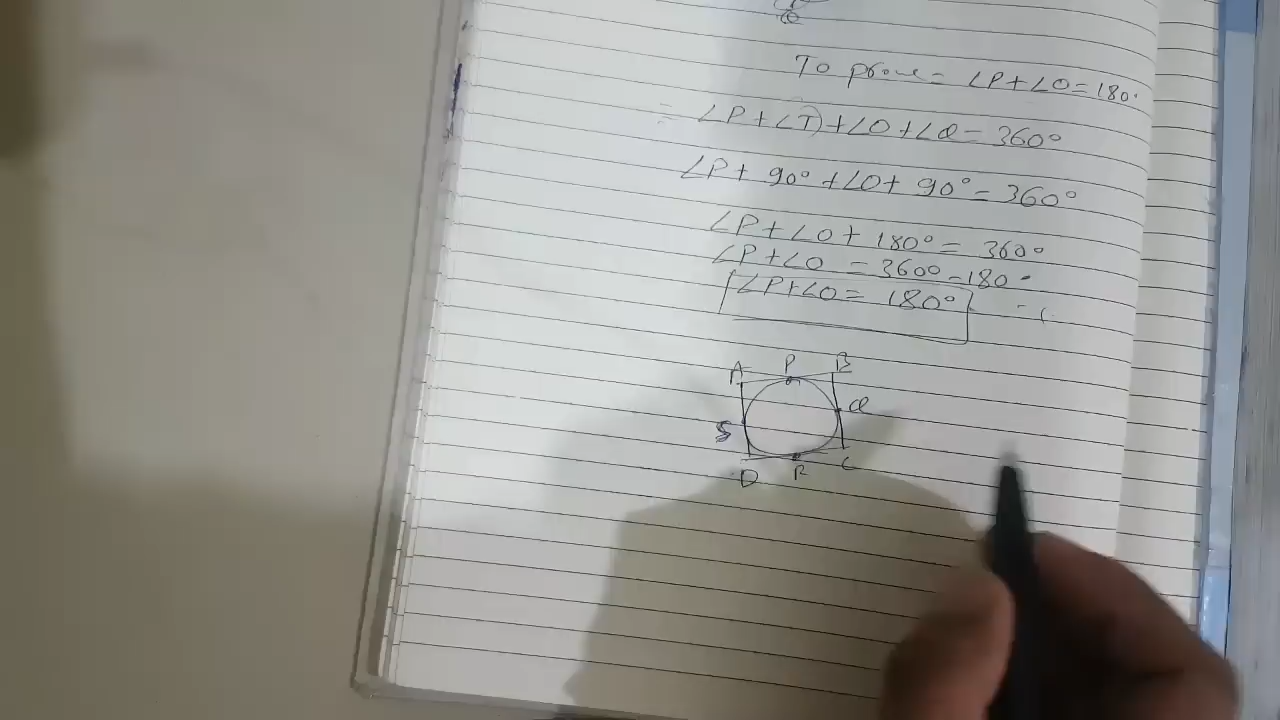 Q
To prove = ∠P+∠O=180°
= ∠P+∠T+∠O+∠Q=360°
∠P+ 90° +∠O+ 90°=360°
∠P+∠O+ 180°= 360°
∠P+∠O = 360°-180°
∠P+∠O= 180°
A P B
S Q
D R C